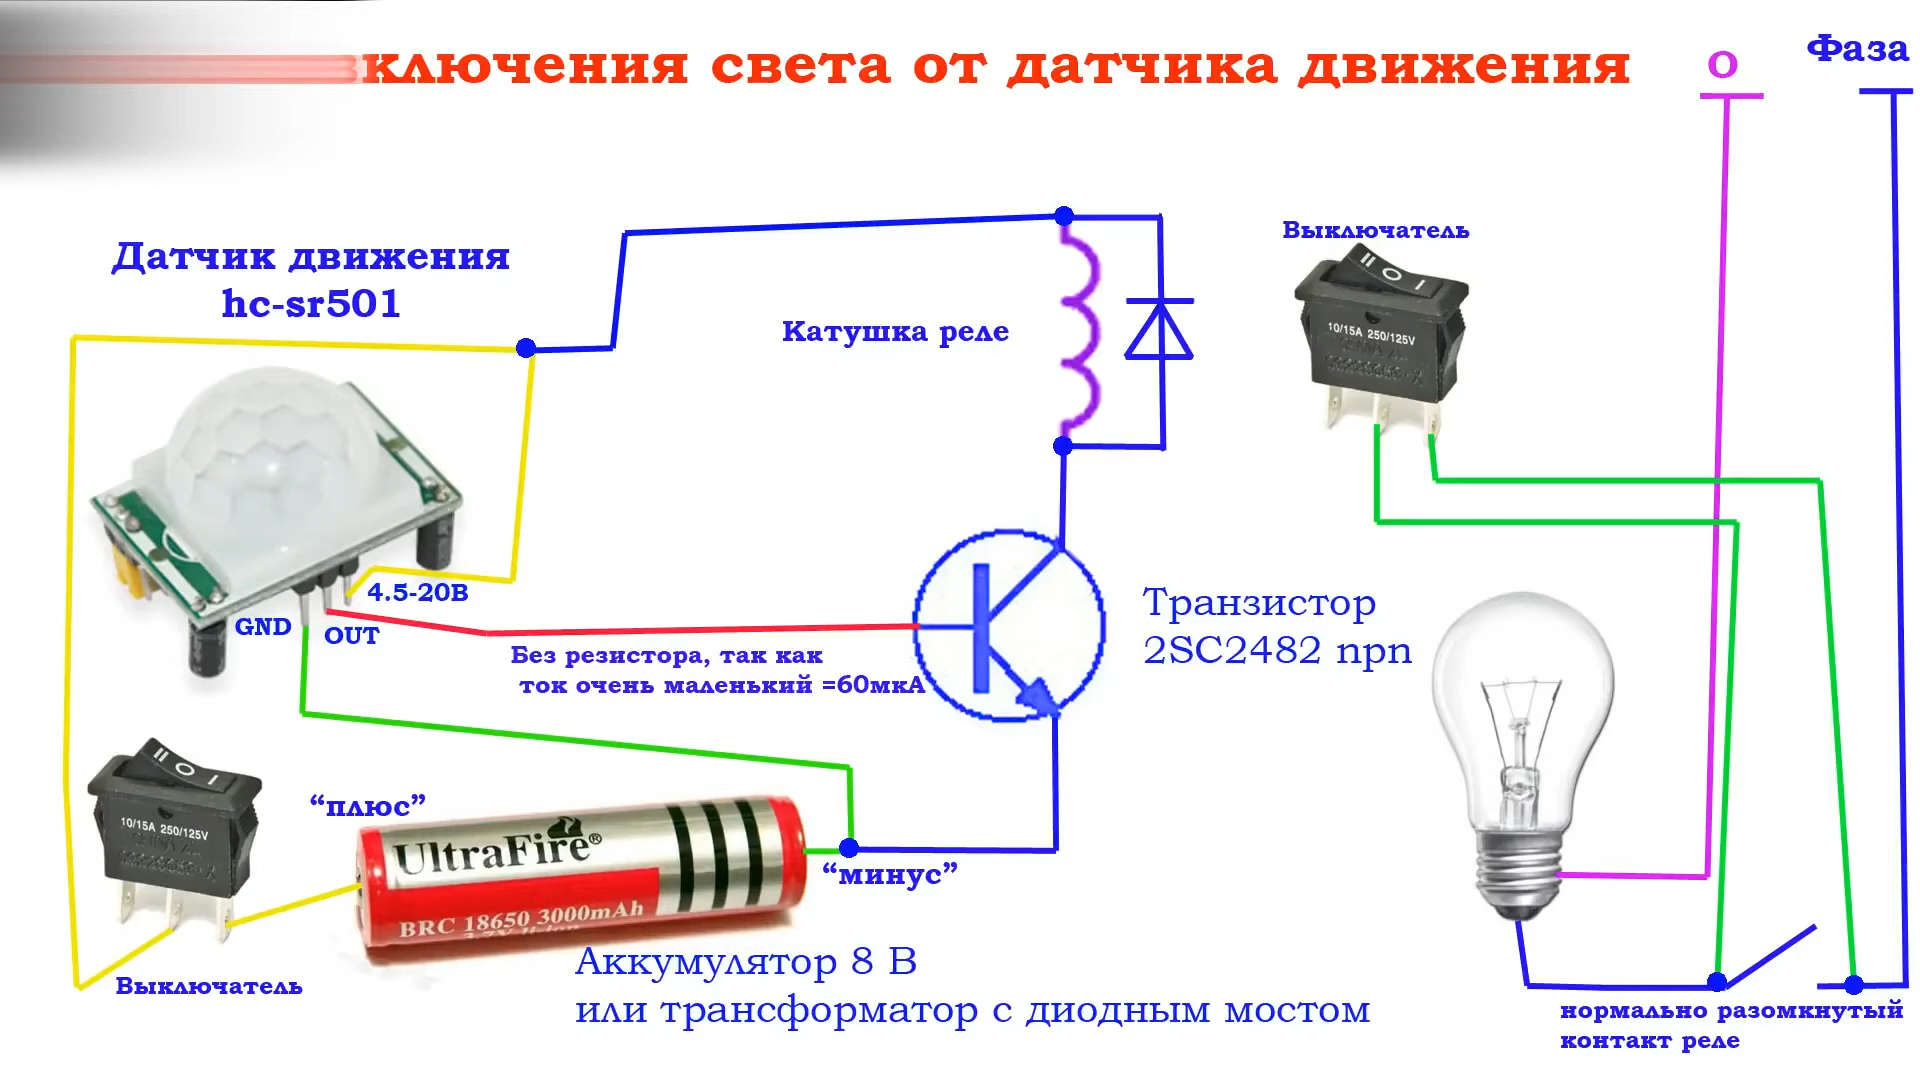 ключения света от датчика движения
О
Фаза
Датчик движения
hc-sr501
Катушка реле
Выключатель
10/15A 250/125V
4.5-20В
GND
OUT
Без резистора, так как
ток очень маленький =60мкА
Транзистор
2SC2482 npn
10/15A 250/125V
Выключатель
“плюс”
UltraFire®
BRC 18650 3000mAh
“минус”
Аккумулятор 8 В
или трансформатор с диодным мостом
нормально разомкнутый
контакт реле